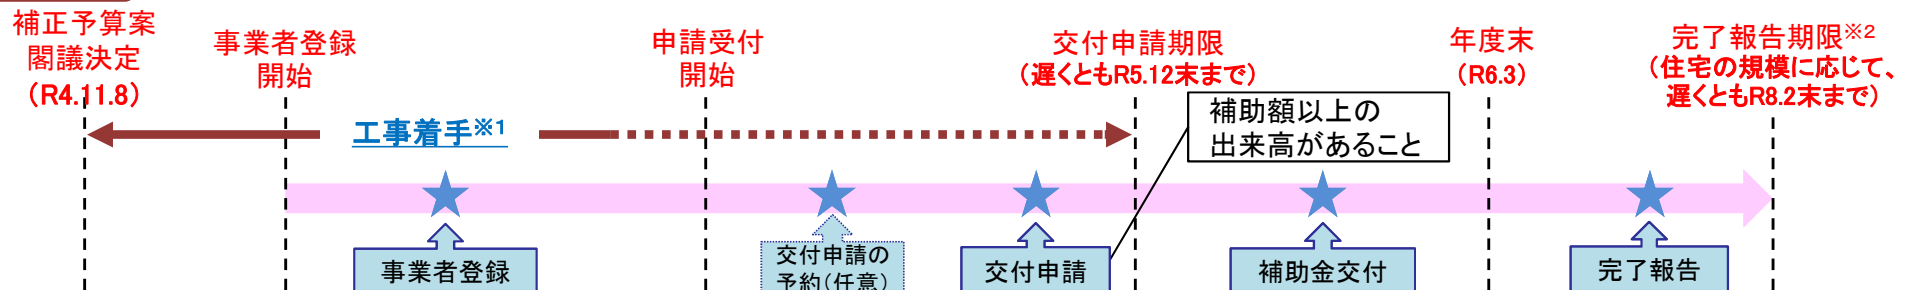 補正予算案
閣議決定
（R4.11.8）
事業者登録
開始
申請受付
開始
交付申請期限
（遅くともR5.12末まで）
年度末
（R6.3）
完了報告期限※2
（住宅の規模に応じて、
遅くともR8.2末まで）
工事着手※1
補助額以上の
出来高があること
事業者登録
交付申請の
予約（任意）
交付申請
補助金交付
完了報告